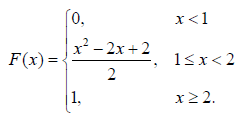 0, x < 1
F(x) = { (x² − 2x + 2)/2, 1 ≤ x < 2
1, x ≥ 2.